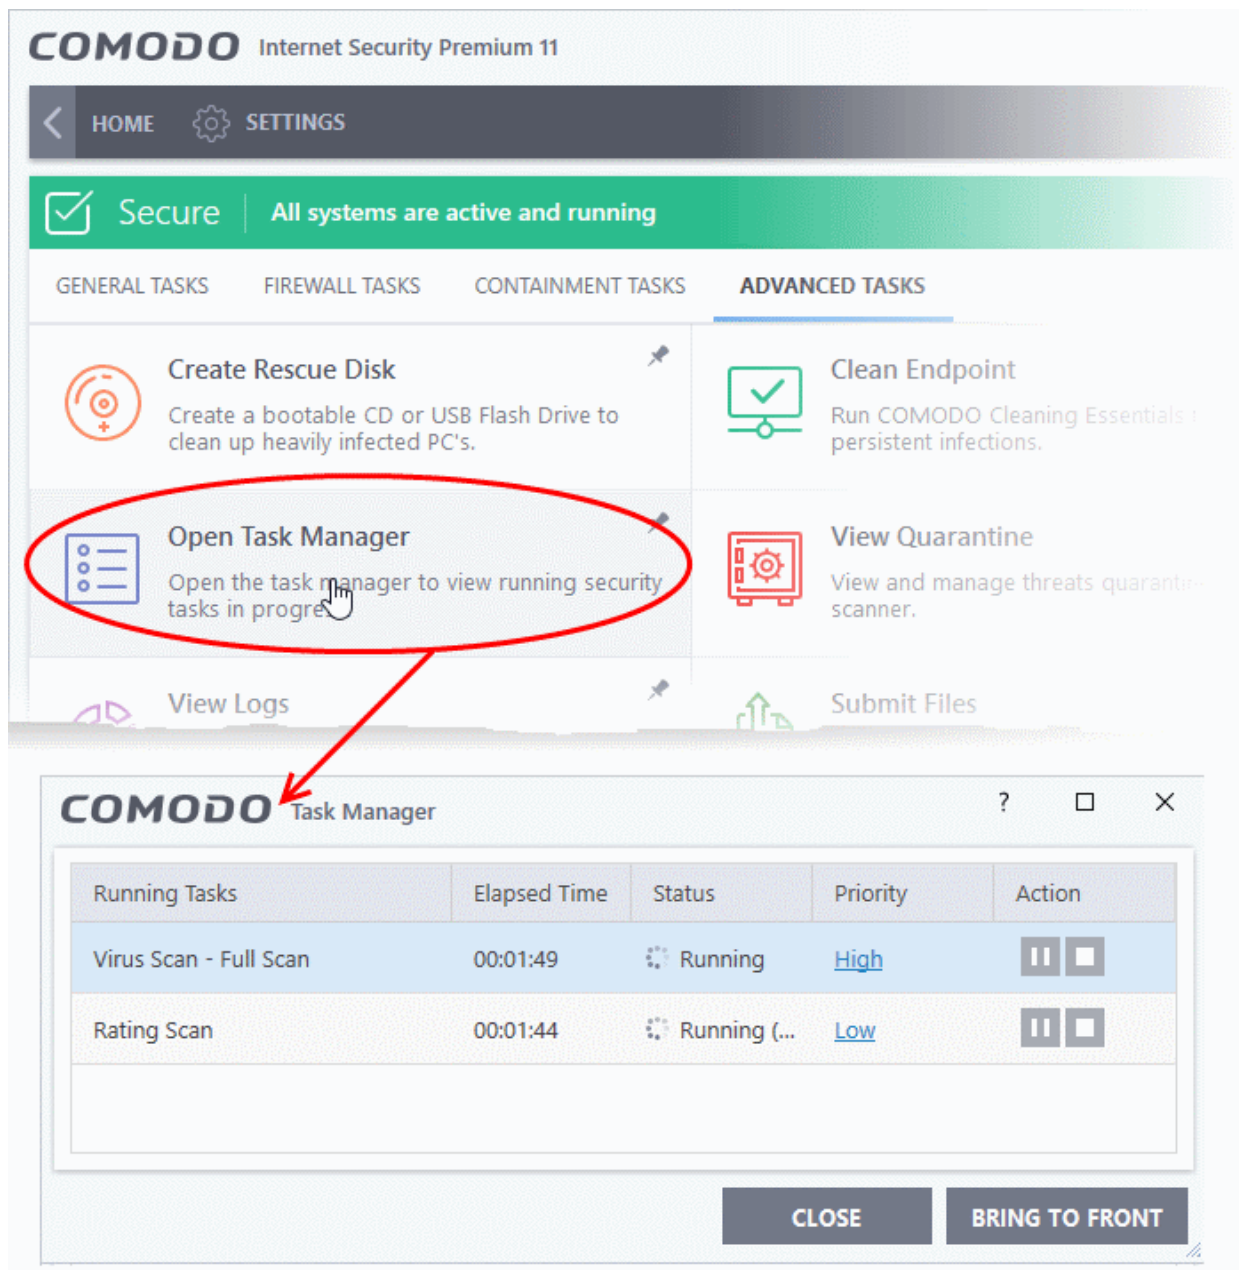 COMODO Internet Security Premium 11
HOME SETTINGS
Secure All systems are active and running
GENERAL TASKS FIREWALL TASKS CONTAINMENT TASKS ADVANCED TASKS
Create Rescue Disk
Create a bootable CD or USB Flash Drive to
clean up heavily infected PC's.
Clean Endpoint
Run COMODO Cleaning Essentials
persistent infections.
Open Task Manager
Open the task manager to view running security
tasks in
View Quarantine
View and manage threats
scanner.
View Logs
Submit Files
COMODO Task Manager
?
Running Tasks Elapsed Time Status Priority Action
Virus Scan - Full Scan 00:01:49 Running High
Rating Scan 00:01:44 Running (... Low
CLOSE BRING TO FRONT